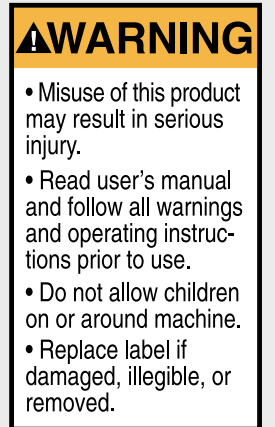 WARNING
• Misuse of this product
may result in serious
injury.
• Read user's manual
and follow all warnings
and operating instruc-
tions prior to use.
• Do not allow children
on or around machine.
• Replace label if
damaged, illegible, or
removed.